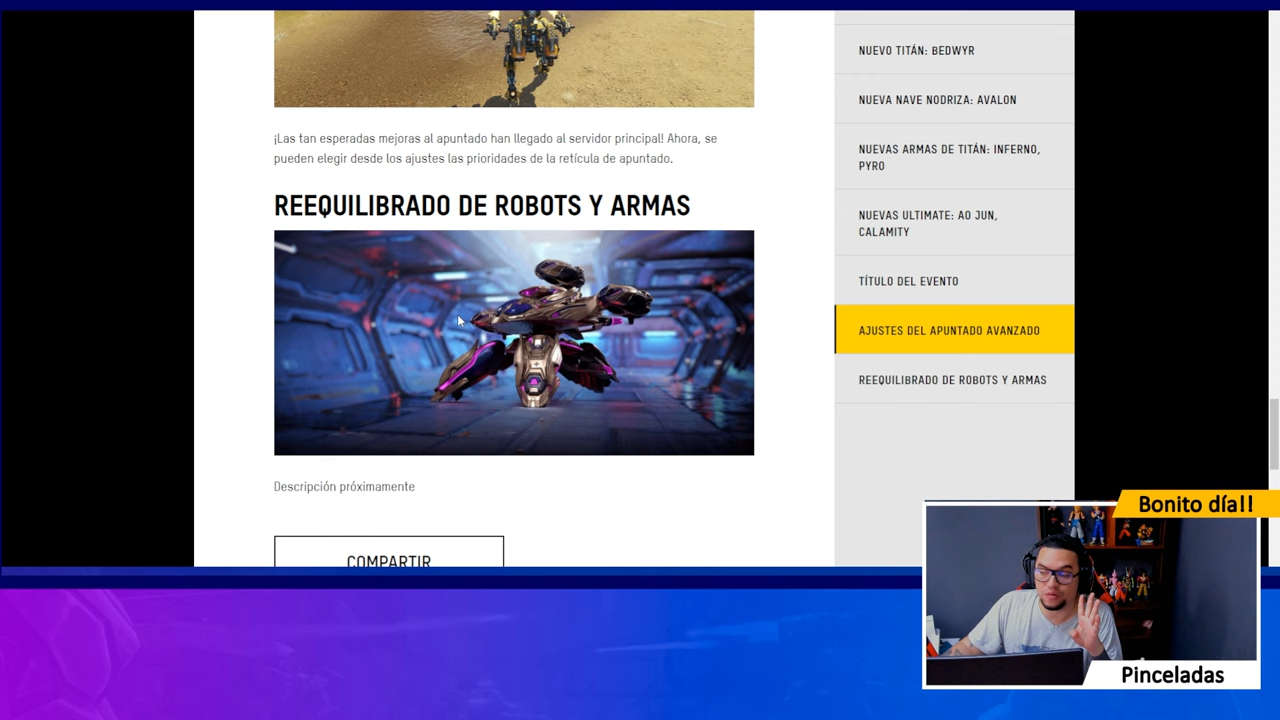 ¡Las tan esperadas mejoras al apuntado han llegado al servidor principal! Ahora, se
pueden elegir desde los ajustes las prioridades de la retícula de apuntado.
REEQUILIBRADO DE ROBOTS Y ARMAS
Descripción próximamente
COMPARTIR
NUEVO TITÁN: BEDWYR
NUEVA NAVE NODRIZA: AVALON
NUEVAS ARMAS DE TITÁN: INFERNO,
PYRO
NUEVAS ULTIMATE: AO JUN,
CALAMITY
TÍTULO DEL EVENTO
AJUSTES DEL APUNTADO AVANZADO
REEQUILIBRADO DE ROBOTS Y ARMAS
Bonito día!!
Pinceladas